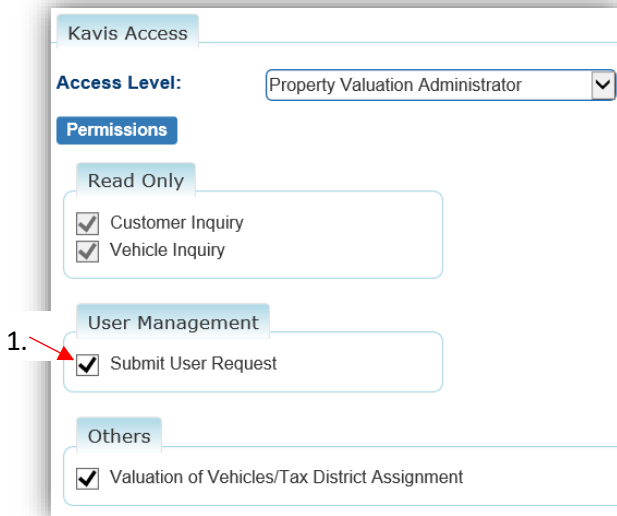 Kavis Access
Access Level: Property Valuation Administrator
Permissions
Read Only
Customer Inquiry
Vehicle Inquiry
User Management
1.
Submit User Request
Others
Valuation of Vehicles/Tax District Assignment